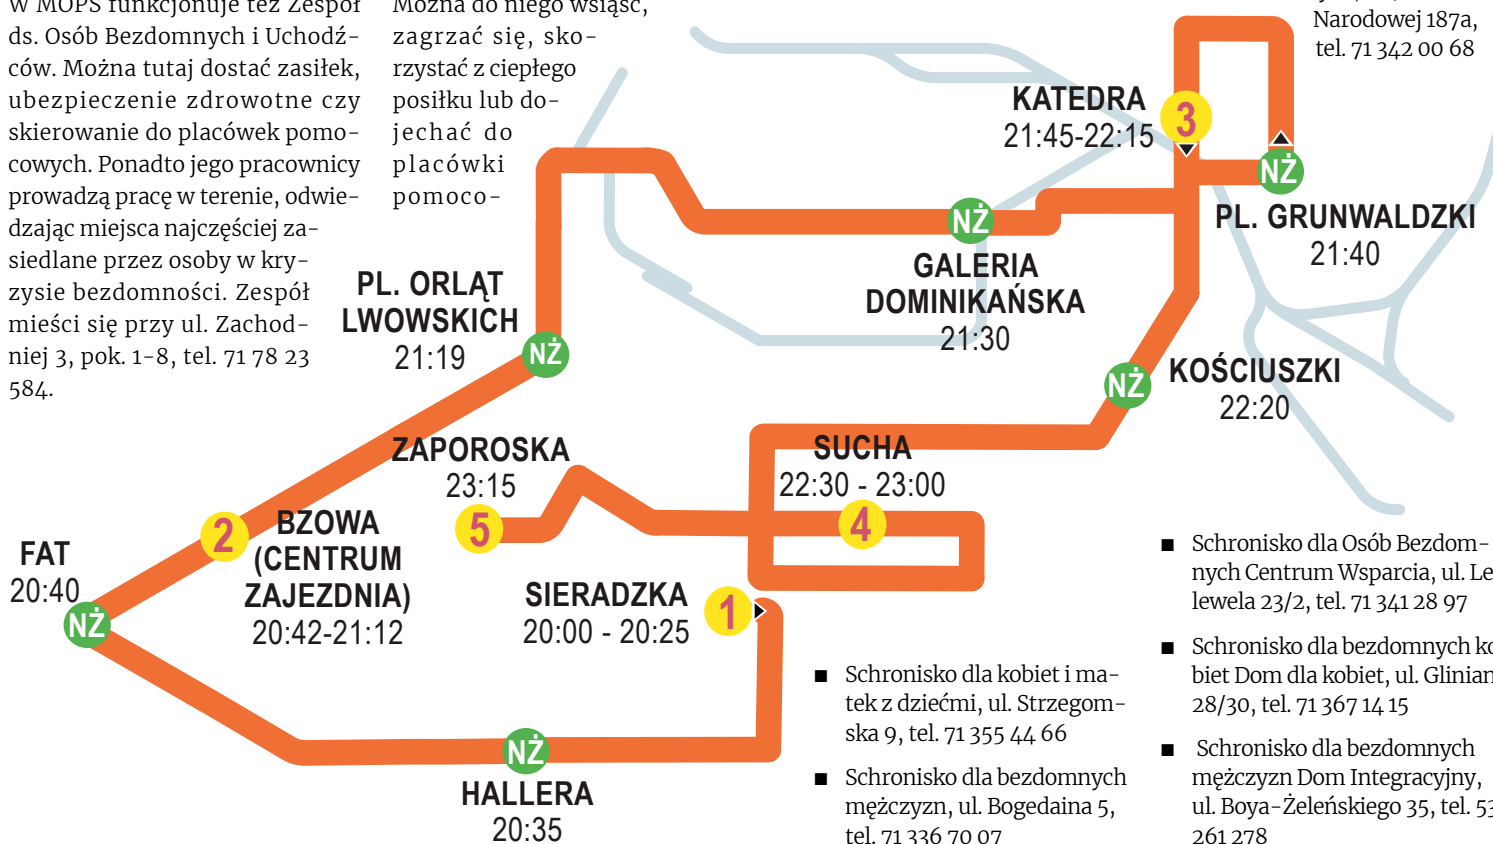 w MOPS funkcjonuje też Zespół
ds. Osób Bezdomnych i Uchodź-
ców. Można tutaj dostać zasiłek,
ubezpieczenie zdrowotne czy
skierowanie do placówek pomo-
cowych. Ponadto jego pracownicy
prowadzą pracę w terenie, odwie-
dzając miejsca najczęściej za-
siedlane przez osoby w kry-
zysie bezdomności. Zespół
mieści się przy ul. Zachod-
niej 3, pok. 1-8, tel. 71 78 23
584.
Można do niego wsiąść,
zagrzać się, sko-
rzystać z ciepłego
posiłku lub do-
jechać do
placówki
pomoco-
Narodowej 187a,
tel. 71 342 00 68
KATEDRA
21:45-22:15
3
NŻ
PL. GRUNWALDZKI
21:40
NŻ
GALERIA
DOMINIKAŃSKA
21:30
PL. ORLĄT
LWOWSKICH
21:19
NŻ
NŻ
KOŚCIUSZKI
22:20
ZAPOROSKA
23:15
5
SUCHA
22:30 - 23:00
4
2
BZOWA
(CENTRUM
ZAJEZDNIA)
20:42-21:12
FAT
20:40
NŻ
SIERADZKA
20:00 - 20:25
1
NŻ
HALLERA
20:35
■ Schronisko dla kobiet i ma-
tek z dziećmi, ul. Strzegom-
ska 9, tel. 71 355 44 66
■ Schronisko dla bezdomnych
mężczyzn, ul. Bogedaina 5,
tel. 71 336 70 07
■ Schronisko dla Osób Bezdom-
nych Centrum Wsparcia, ul. Le
lewela 23/2, tel. 71 341 28 97
■ Schronisko dla bezdomnych ko
biet Dom dla kobiet, ul. Glinian
28/30, tel. 71 367 14 15
■ Schronisko dla bezdomnych
mężczyzn Dom Integracyjny,
ul. Boya-Żeleńskiego 35, tel. 53
261 278